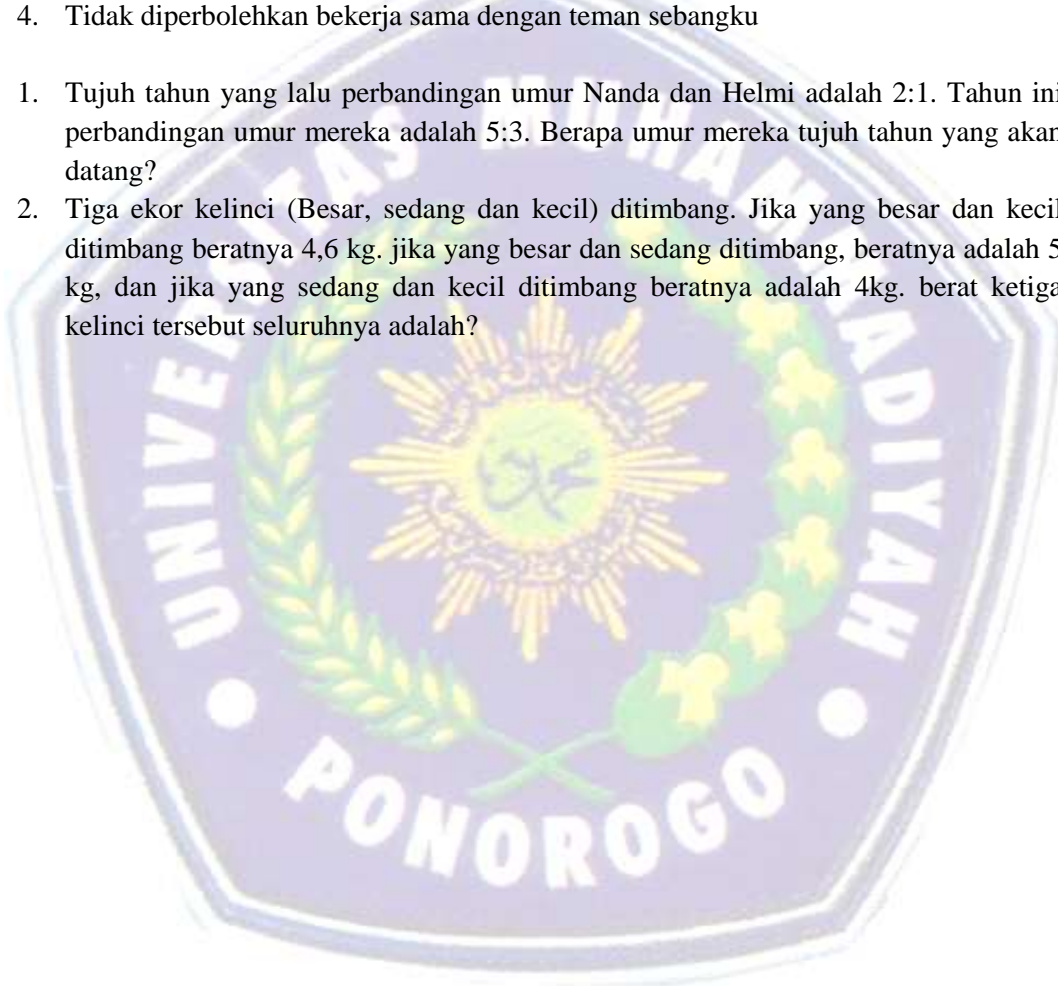 4. Tidak diperbolehkan bekerja sama dengan teman sebangku
1. Tujuh tahun yang lalu perbandingan umur Nanda dan Helmi adalah 2:1. Tahun ini
perbandingan umur mereka adalah 5:3. Berapa umur mereka tujuh tahun yang akan
datang?
2. Tiga ekor kelinci (Besar, sedang dan kecil) ditimbang. Jika yang besar dan kecil
ditimbang beratnya 4,6 kg. jika yang besar dan sedang ditimbang, beratnya adalah 5
kg, dan jika yang sedang dan kecil ditimbang beratnya adalah 4kg. berat ketiga
kelinci tersebut seluruhnya adalah?
UNIVERSITAS MUHAMMADIYAH
PONOROGO